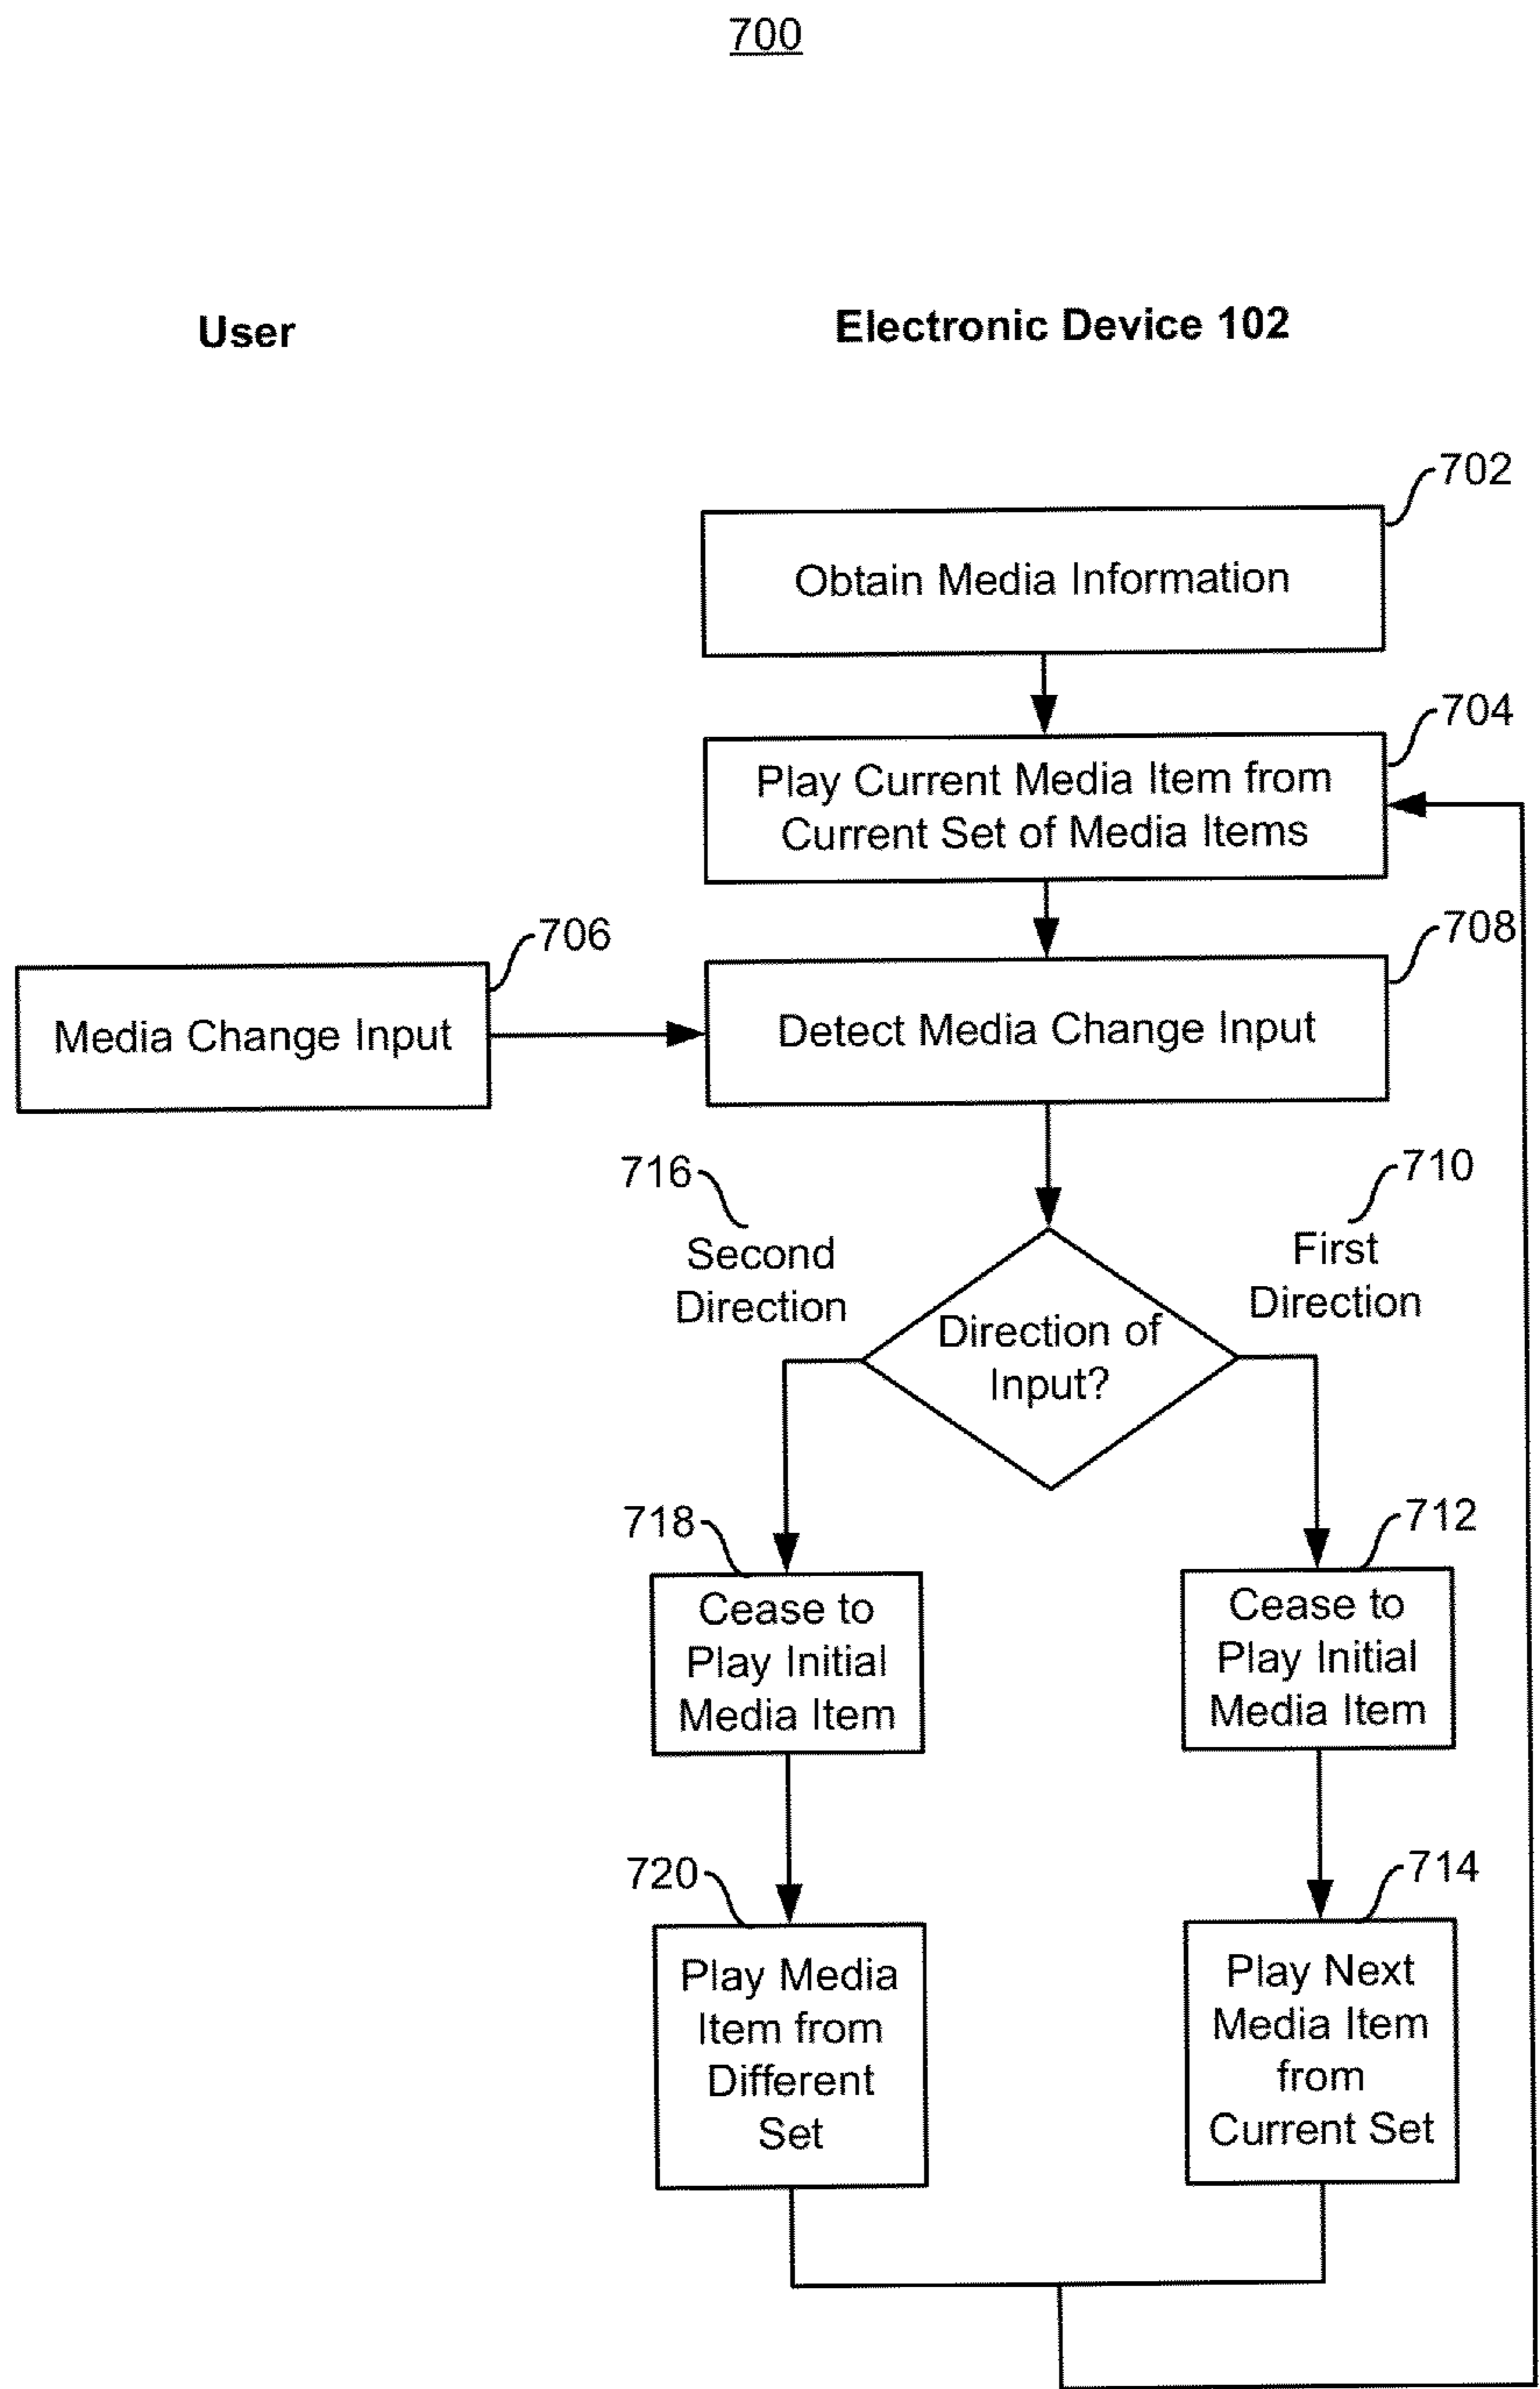 700
User
Electronic Device 102
702
Obtain Media Information
704
Play Current Media Item from
Current Set of Media Items
706
708
Media Change Input
Detect Media Change Input
716
710
Second
Direction
First
Direction
Direction of
Input?
718
712
Cease to
Play Initial
Media Item
Cease to
Play Initial
Media Item
720
714
Play Media
Item from
Different
Set
Play Next
Media Item
from
Current Set